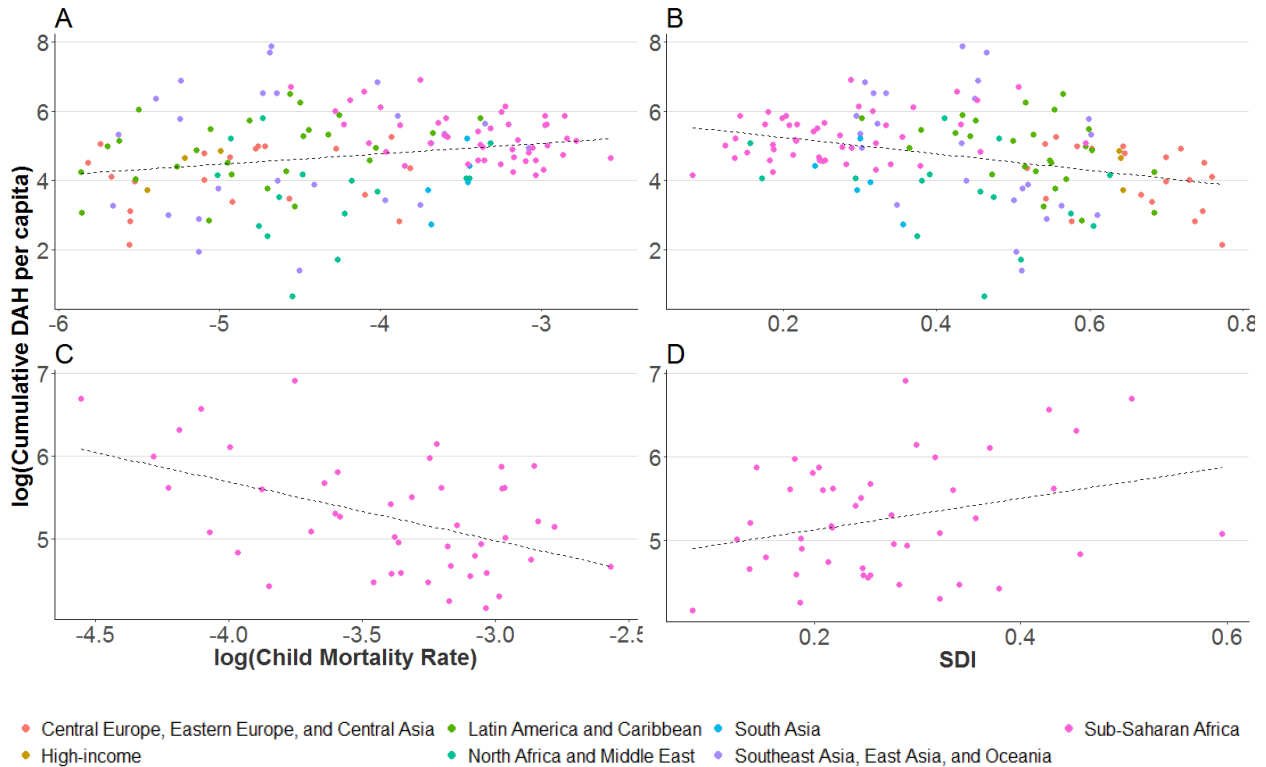 A
B
8
6
4
2
8
6
4
2
-6
-5
-4
-3
0.2
0.4
0.6
0.8
log(Cumulative DAH per capita)
C
D
7
6
5
7
6
5
-4.5
-4.0
-3.5
-3.0
-2.5
0.2
0.4
0.6
log(Child Mortality Rate)
SDI
Central Europe, Eastern Europe, and Central Asia
Latin America and Caribbean
South Asia
Sub-Saharan Africa
High-income
North Africa and Middle East
Southeast Asia, East Asia, and Oceania